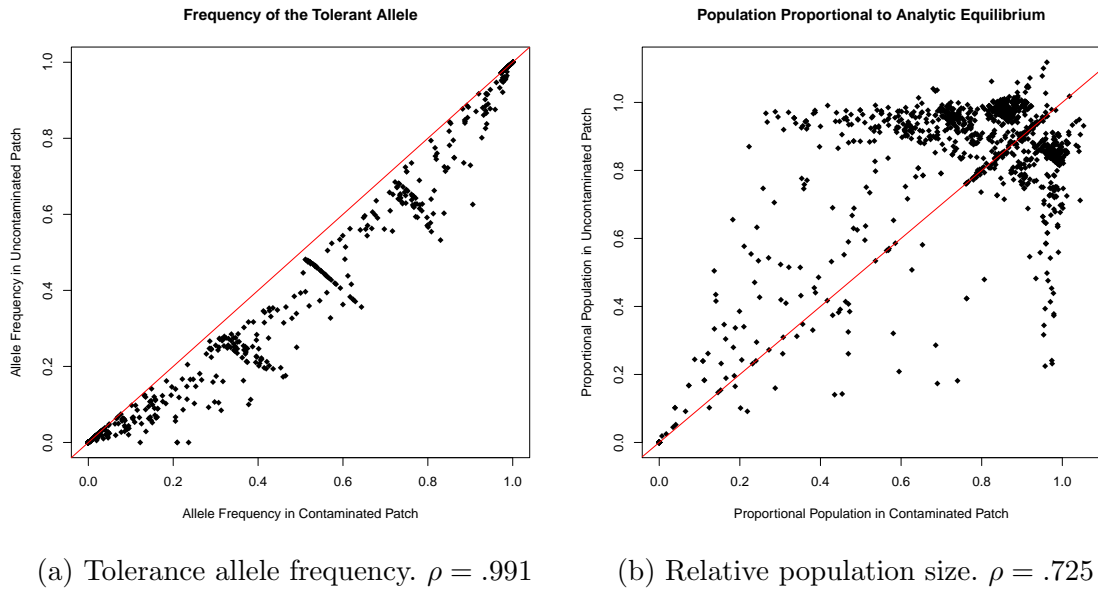 Frequency of the Tolerant Allele
Allele Frequency in Uncontaminated Patch
1.0
0.8
0.6
0.4
0.2
0.0
0.0 0.2 0.4 0.6 0.8 1.0
Allele Frequency in Contaminated Patch
(a) Tolerance allele frequency. ρ = .991
Population Proportional to Analytic Equilibrium
Proportional Population in Uncontaminated Patch
1.0
0.8
0.6
0.4
0.2
0.0
0.0 0.2 0.4 0.6 0.8 1.0
Proportional Population in Contaminated Patch
(b) Relative population size. ρ = .725